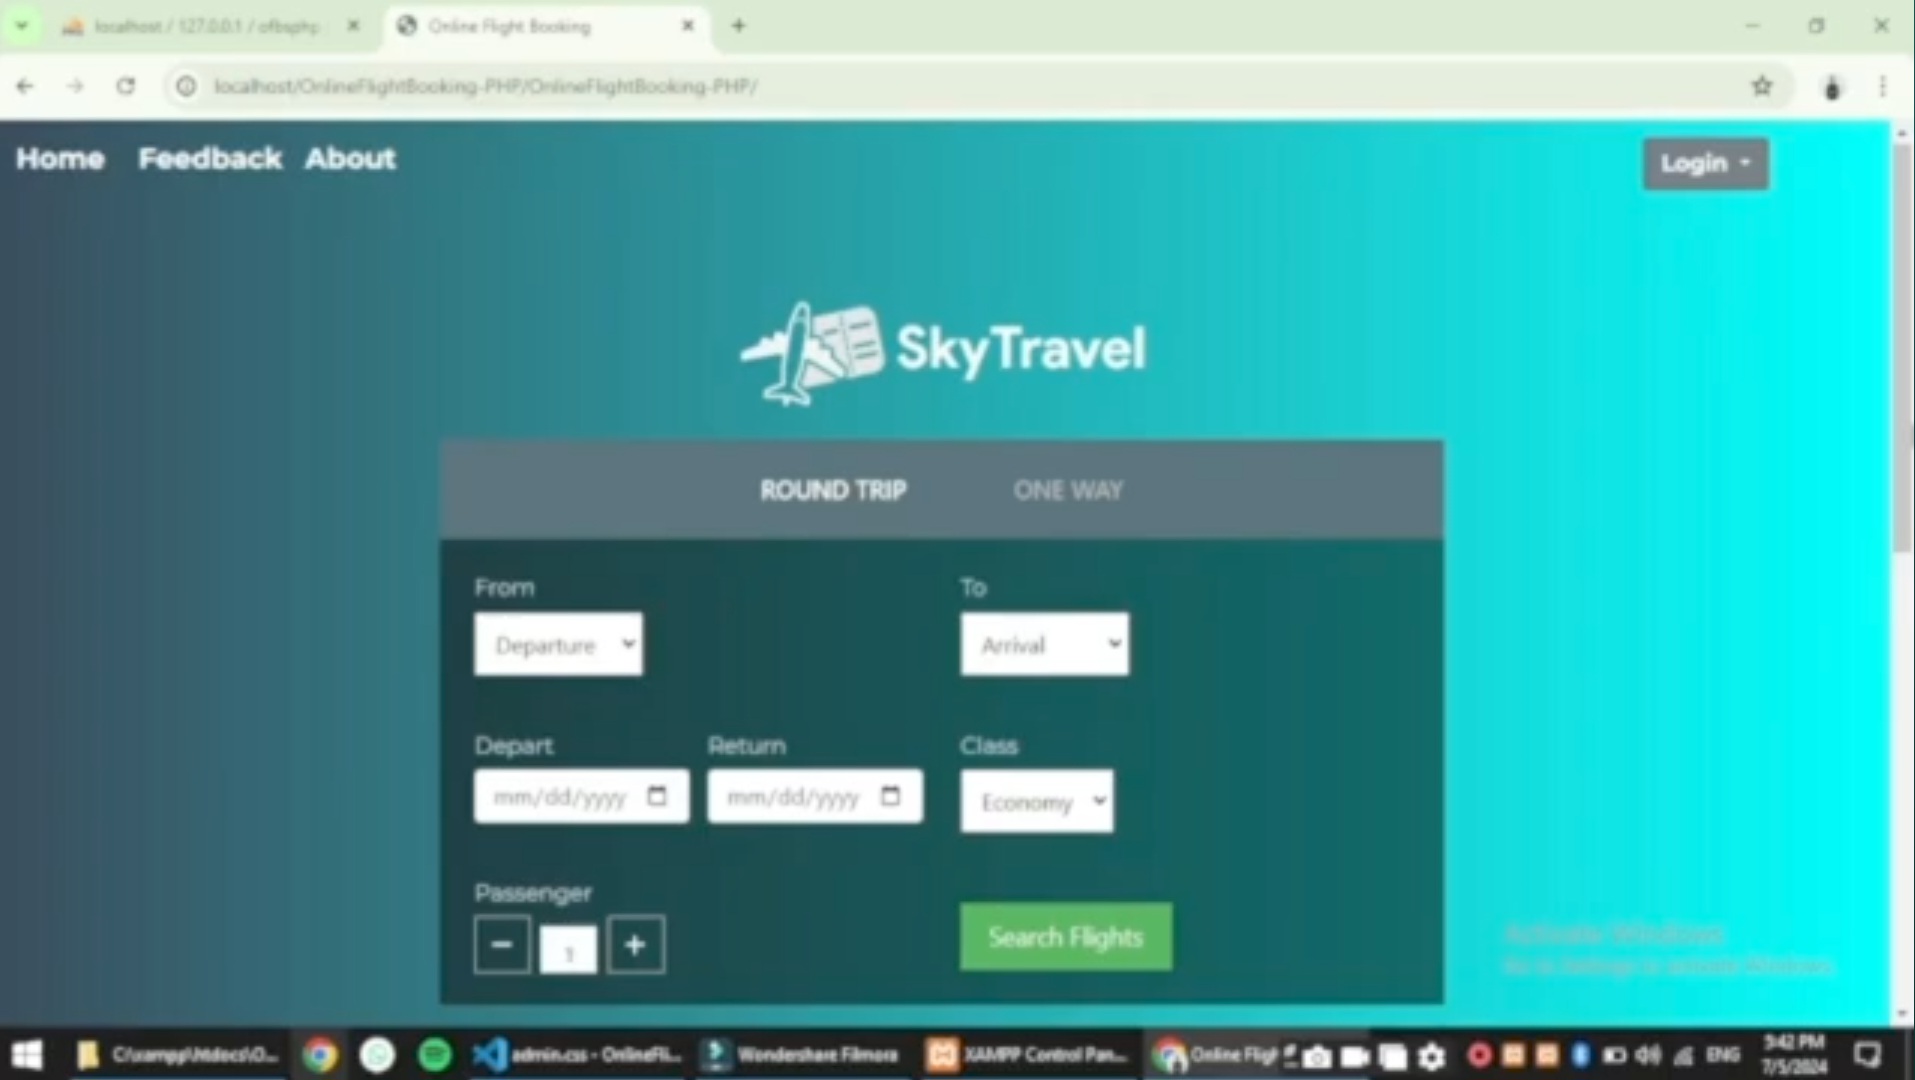 localhost / 127.0.0.1 / ofbsphp
Online Flight Booking
localhost/OnlineFlightBooking-PHP/OnlineFlightBooking-PHP/
Home Feedback About
Login
SkyTravel
ROUND TRIP ONE WAY
From To
Departure Arrival
Depart Return Class
mm/dd/yyyy mm/dd/yyyy Economy
Passenger
1
Search Flights
Activate Windows
Go to Settings to activate Windows.
C:\xampp\htdocs\O... admin.css - OnlineFli... Wondershare Filmora XAMPP Control Pan... Online Fligh ENG
9:42 PM
7/5/2024